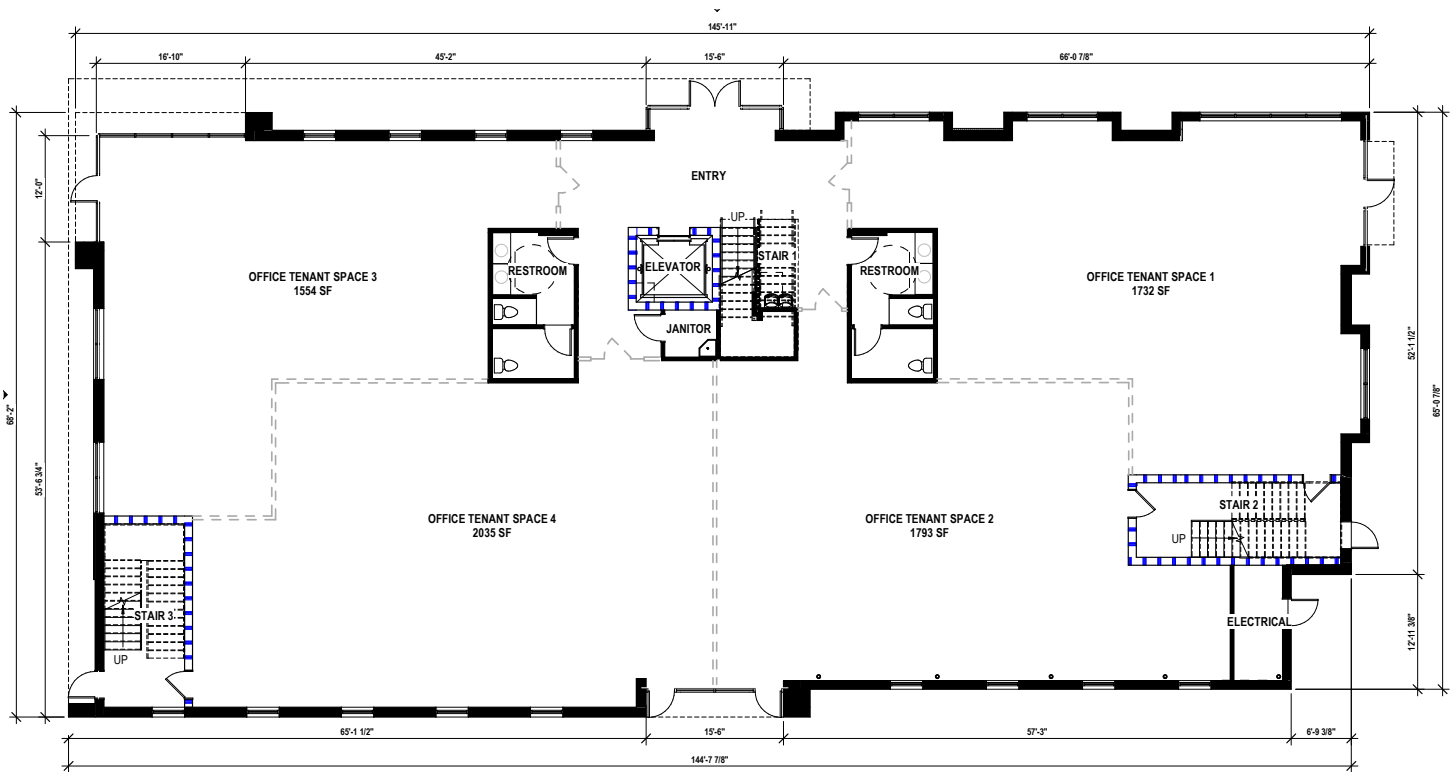 145'-11"
16'-10"
45'-2"
15'-6"
66'-0 7/8"
ENTRY
UP
STAIR 1
12'-0"
OFFICE TENANT SPACE 3
1554 SF
RESTROOM
ELEVATOR
RESTROOM
OFFICE TENANT SPACE 1
1732 SF
JANITOR
52'-1 1/2"
65'-0 7/8"
68'-2"
53'-6 3/4"
OFFICE TENANT SPACE 4
2035 SF
OFFICE TENANT SPACE 2
1793 SF
STAIR 2
UP
STAIR 3
UP
ELECTRICAL
12'-11 3/8"
65'-1 1/2"
15'-6"
57'-3"
6'-9 3/8"
144'-7 7/8"